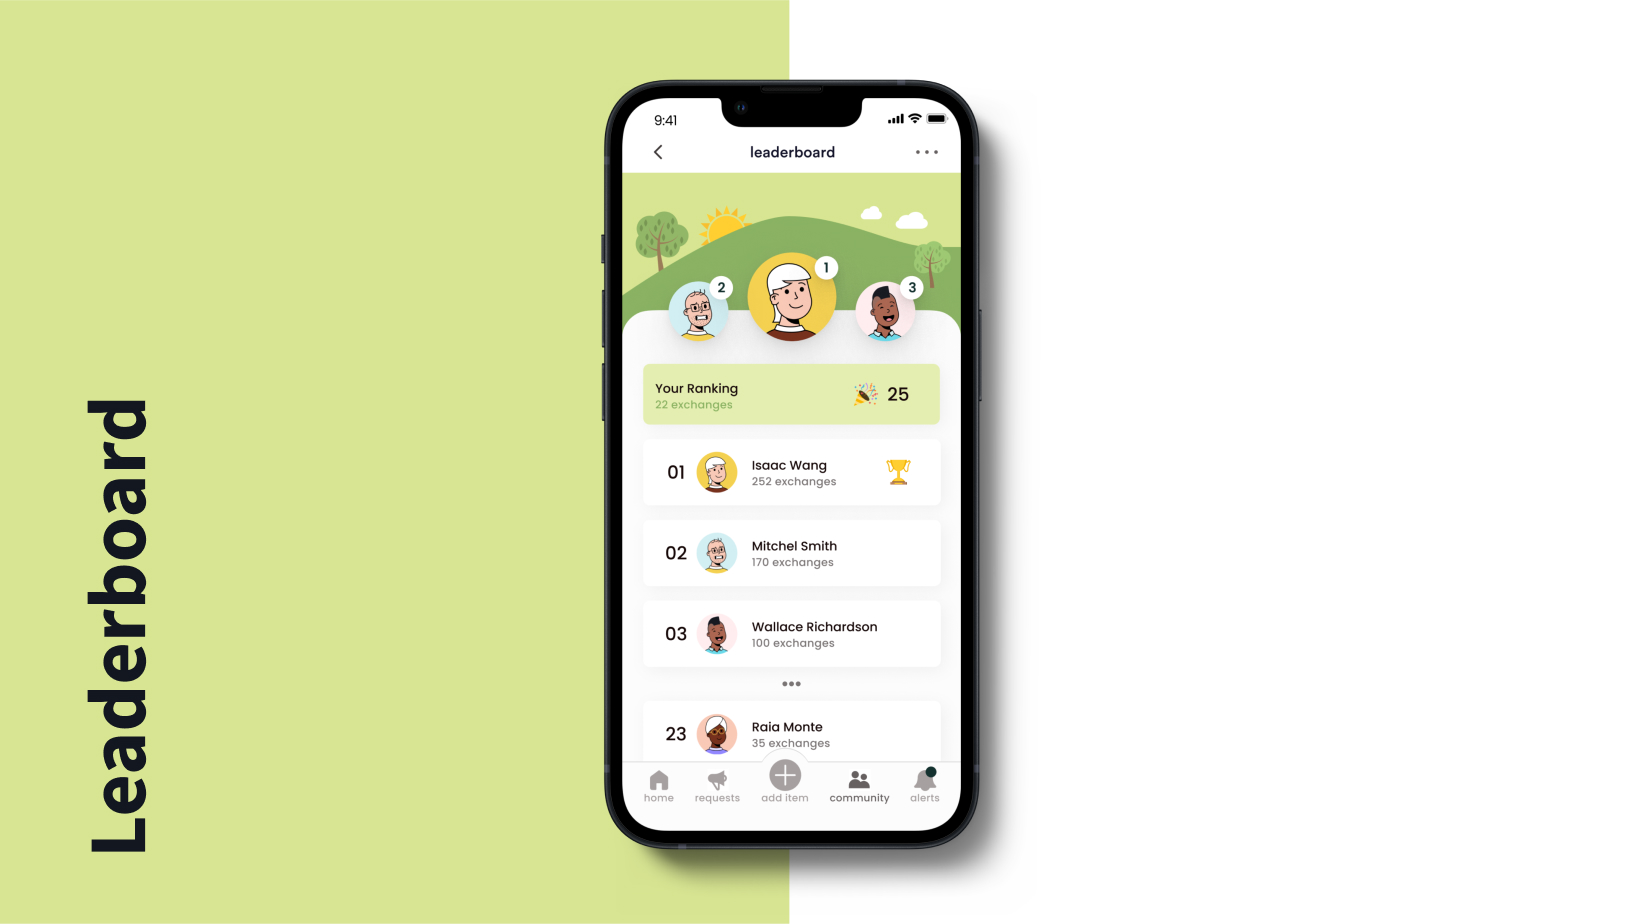 Leaderboard
9:41
leaderboard
1
2
3
Your Ranking
22 exchanges
25
01
Isaac Wang
252 exchanges
02
Mitchel Smith
170 exchanges
03
Wallace Richardson
100 exchanges
•••
23
Raia Monte
35 exchanges
home
requests
add item
community
alerts